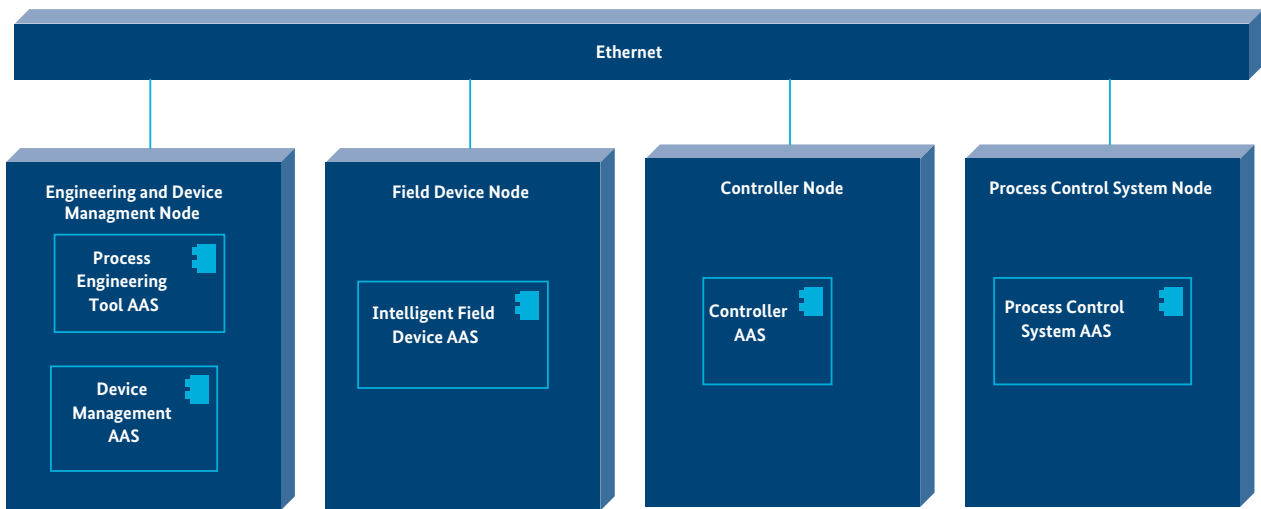 Ethernet
Engineering and Device
Managment Node
Process
Engineering
Tool AAS
Device
Management
AAS
Field Device Node
Intelligent Field
Device AAS
Controller Node
Controller
AAS
Process Control System Node
Process Control
System AAS